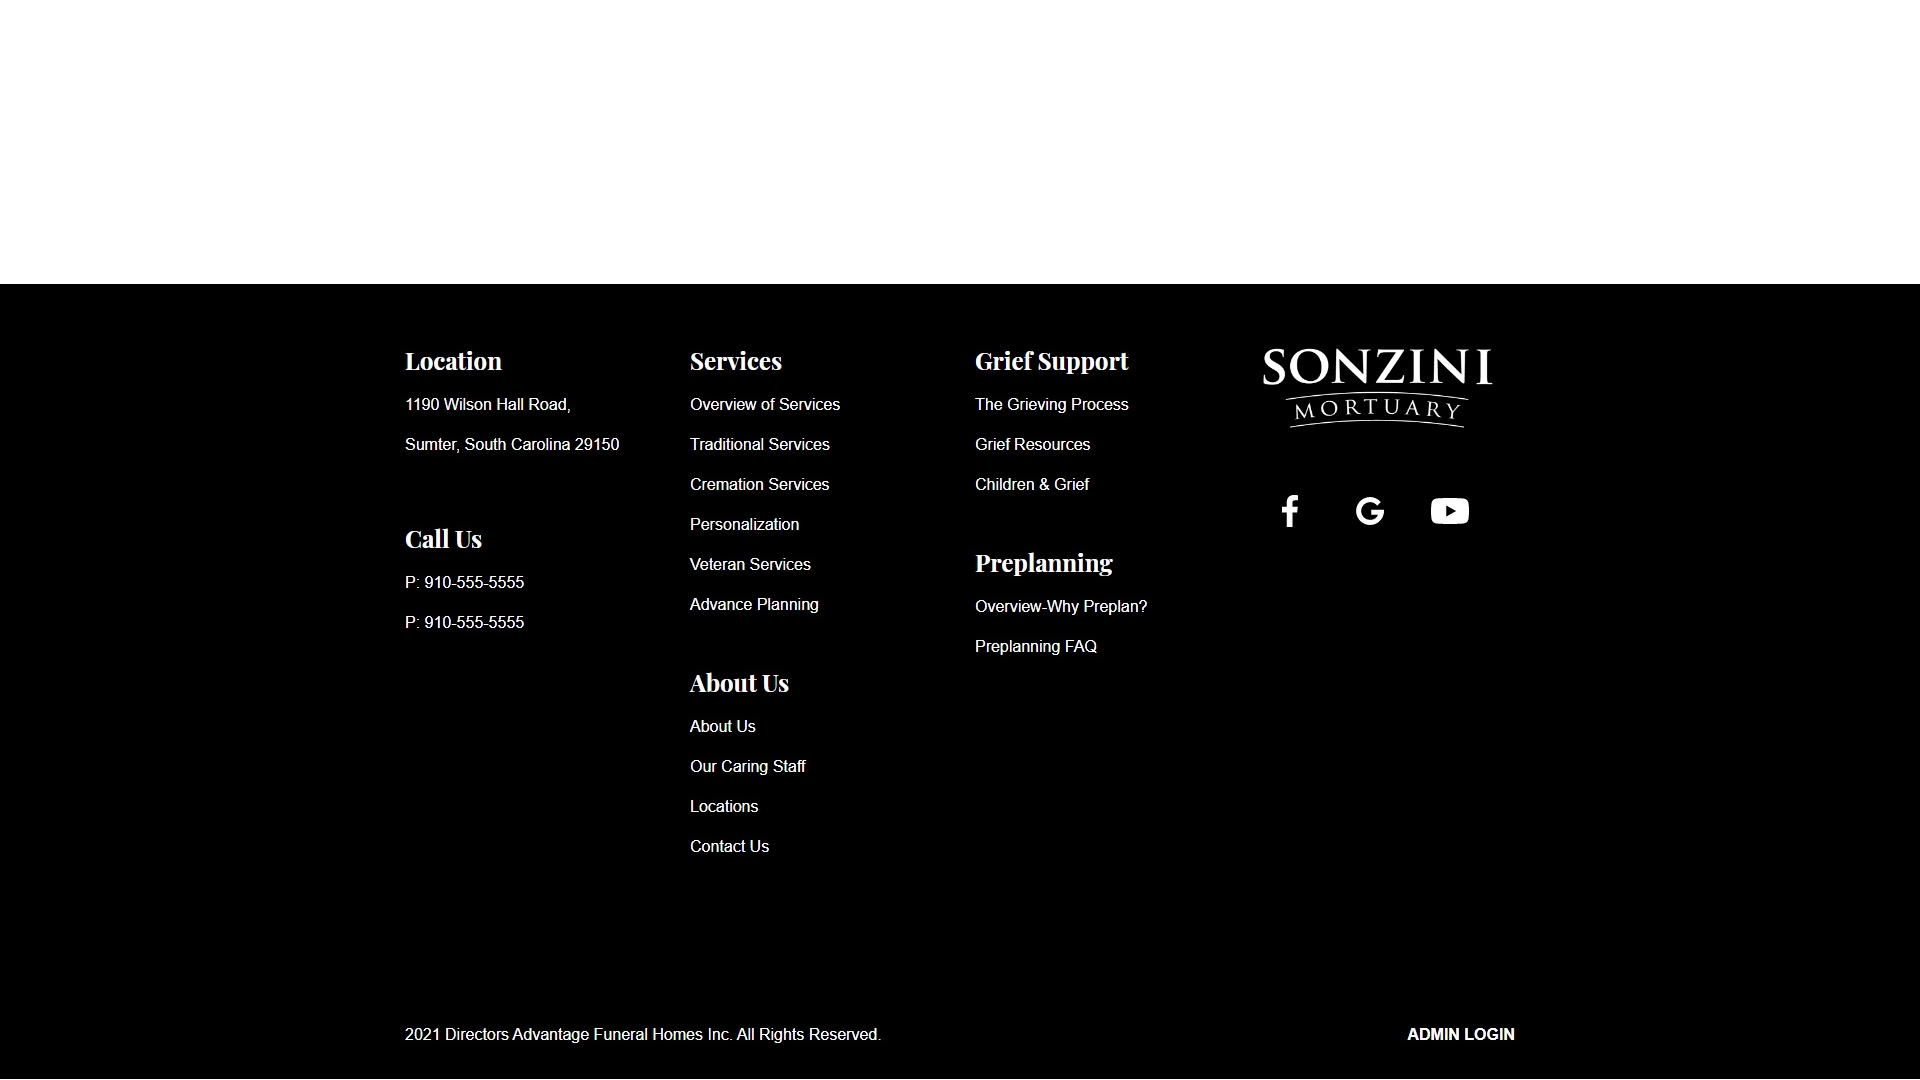 Location
1190 Wilson Hall Road,
Sumter, South Carolina 29150
Call Us
P: 910-555-5555
P: 910-555-5555
Services
Overview of Services
Traditional Services
Cremation Services
Personalization
Veteran Services
Advance Planning
About Us
About Us
Our Caring Staff
Locations
Contact Us
Grief Support
The Grieving Process
Grief Resources
Children & Grief
Preplanning
Overview-Why Preplan?
Preplanning FAQ
SONZINI
MORTUARY
2021 Directors Advantage Funeral Homes Inc. All Rights Reserved.
ADMIN LOGIN